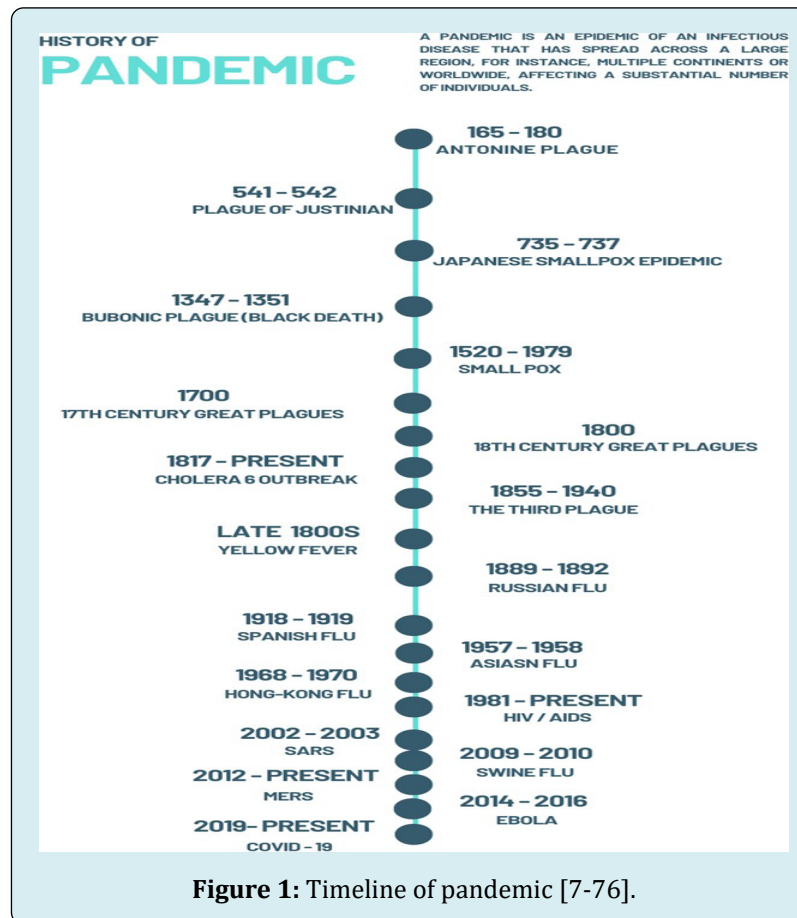 HISTORY OF
PANDEMIC
A PANDEMIC IS AN EPIDEMIC OF AN INFECTIOUS
DISEASE THAT HAS SPREAD ACROSS A LARGE
REGION, FOR INSTANCE, MULTIPLE CONTINENTS OR
WORLDWIDE, AFFECTING A SUBSTANTIAL NUMBER
OF INDIVIDUALS.
165 – 180
ANTONINE PLAGUE
541 – 542
PLAGUE OF JUSTINIAN
735 – 737
JAPANESE SMALLPOX EPIDEMIC
1347 – 1351
BUBONIC PLAGUE (BLACK DEATH)
1520 – 1979
SMALL POX
1700
17TH CENTURY GREAT PLAGUES
1800
18TH CENTURY GREAT PLAGUES
1817 – PRESENT
CHOLERA 6 OUTBREAK
1855 – 1940
THE THIRD PLAGUE
LATE 1800S
YELLOW FEVER
1889 – 1892
RUSSIAN FLU
1918 – 1919
SPANISH FLU
1957 – 1958
ASIASN FLU
1968 – 1970
HONG-KONG FLU
1981 – PRESENT
HIV / AIDS
2002 – 2003
SARS
2009 – 2010
SWINE FLU
2012 – PRESENT
MERS
2014 – 2016
EBOLA
2019– PRESENT
COVID – 19
Figure 1: Timeline of pandemic [7-76].